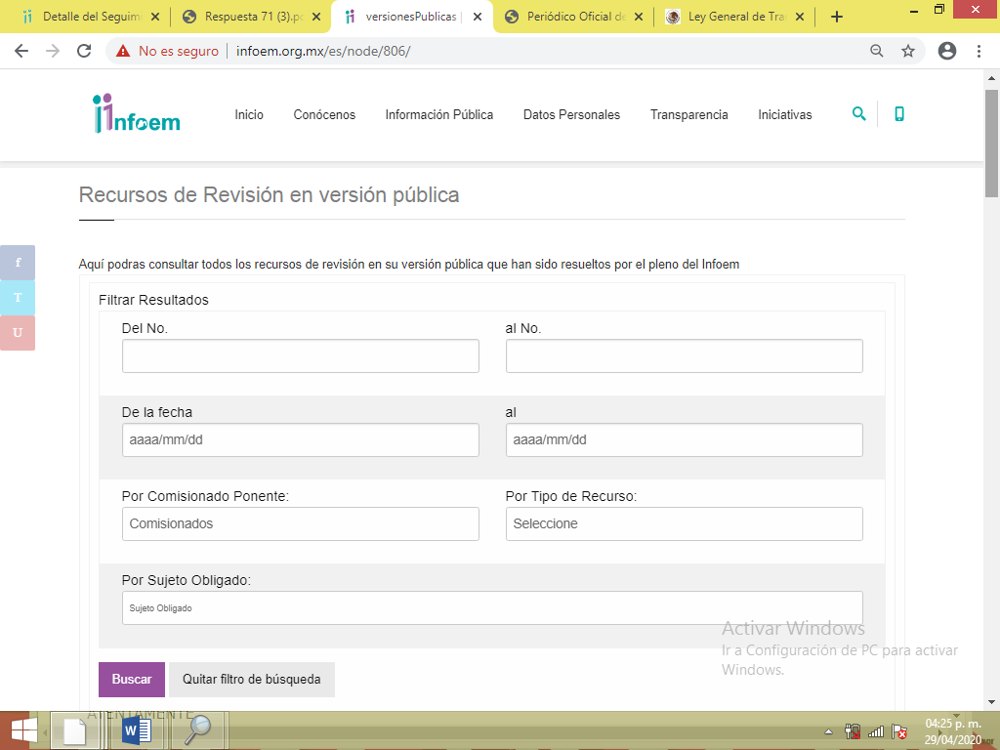 Detalle del Seguimi
Respuesta 71 (3).pc
versionesPublicas |
Periódico Oficial de
Ley General de Tra
No es seguro
infoem.org.mx/es/node/806/
infoem
Inicio
Conócenos
Información Pública
Datos Personales
Transparencia
Iniciativas
Recursos de Revisión en versión pública
f
T
U
Aquí podras consultar todos los recursos de revisión en su versión pública que han sido resueltos por el pleno del Infoem
Filtrar Resultados
Del No.
al No.
De la fecha
al
aaaa/mm/dd
aaaa/mm/dd
Por Comisionado Ponente:
Por Tipo de Recurso:
Comisionados
Seleccione
Por Sujeto Obligado:
Sujeto Obligado
Activar Windows
Ir a Configuración de PC para activar
Windows.
Buscar
Quitar filtro de búsqueda
ATENTAMENTE
W
04:25 p. m.
29/04/2020